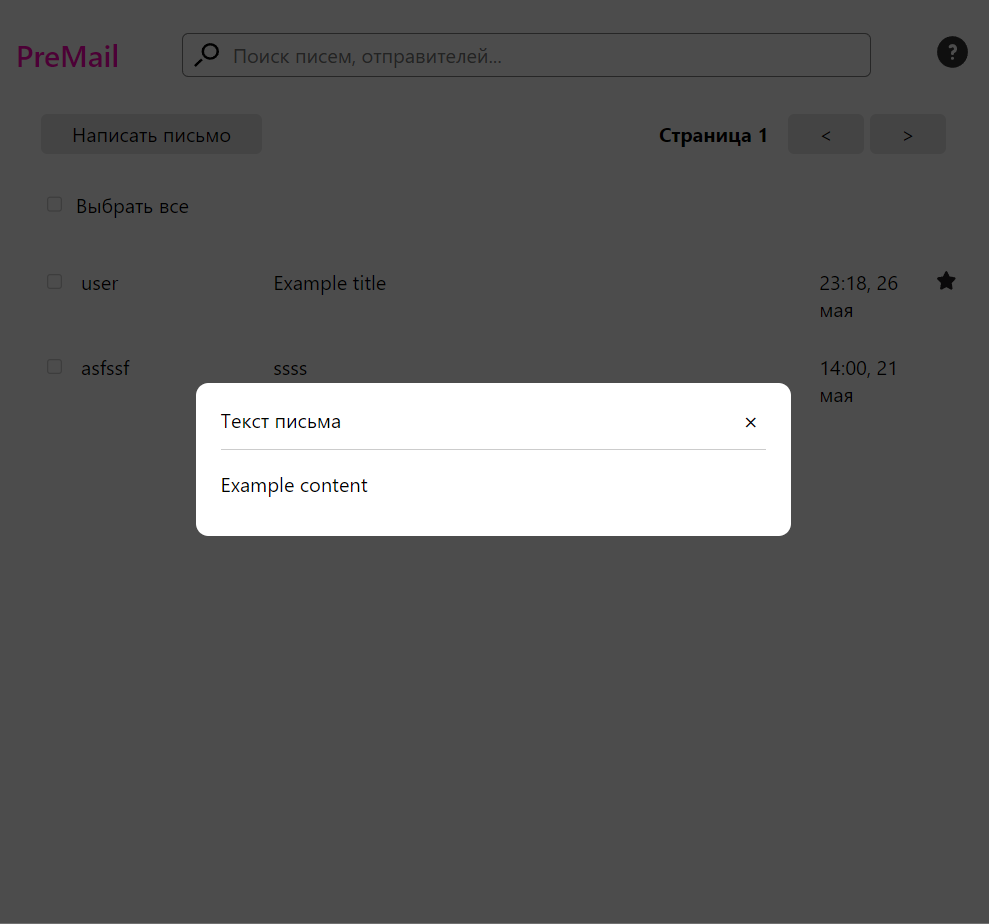 PreMail
Поиск писем, отправителей...
?
Написать письмо
Страница 1
<
>
Выбрать все
user Example title 23:18, 26
мая
asfssf ssss 14:00, 21
мая
Текст письма ×
Example content